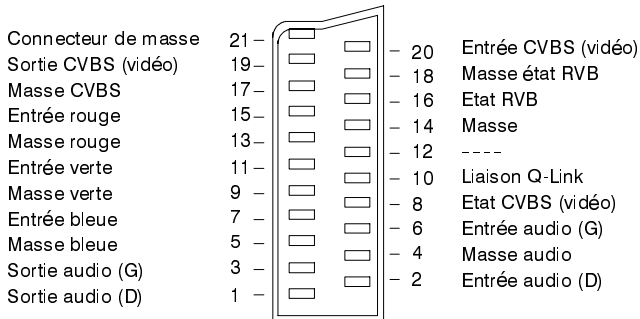 Connecteur de masse 21
Sortie CVBS (vidéo) 19
Masse CVBS 17
Entrée rouge 15
Masse rouge 13
Entrée verte 11
Masse verte 9
Entrée bleue 7
Masse bleue 5
Sortie audio (G) 3
Sortie audio (D) 1
20 Entrée CVBS (vidéo)
18 Masse état RVB
16 Etat RVB
14 Masse
12 ----
10 Liaison Q-Link
8 Etat CVBS (vidéo)
6 Entrée audio (G)
4 Masse audio
2 Entrée audio (D)